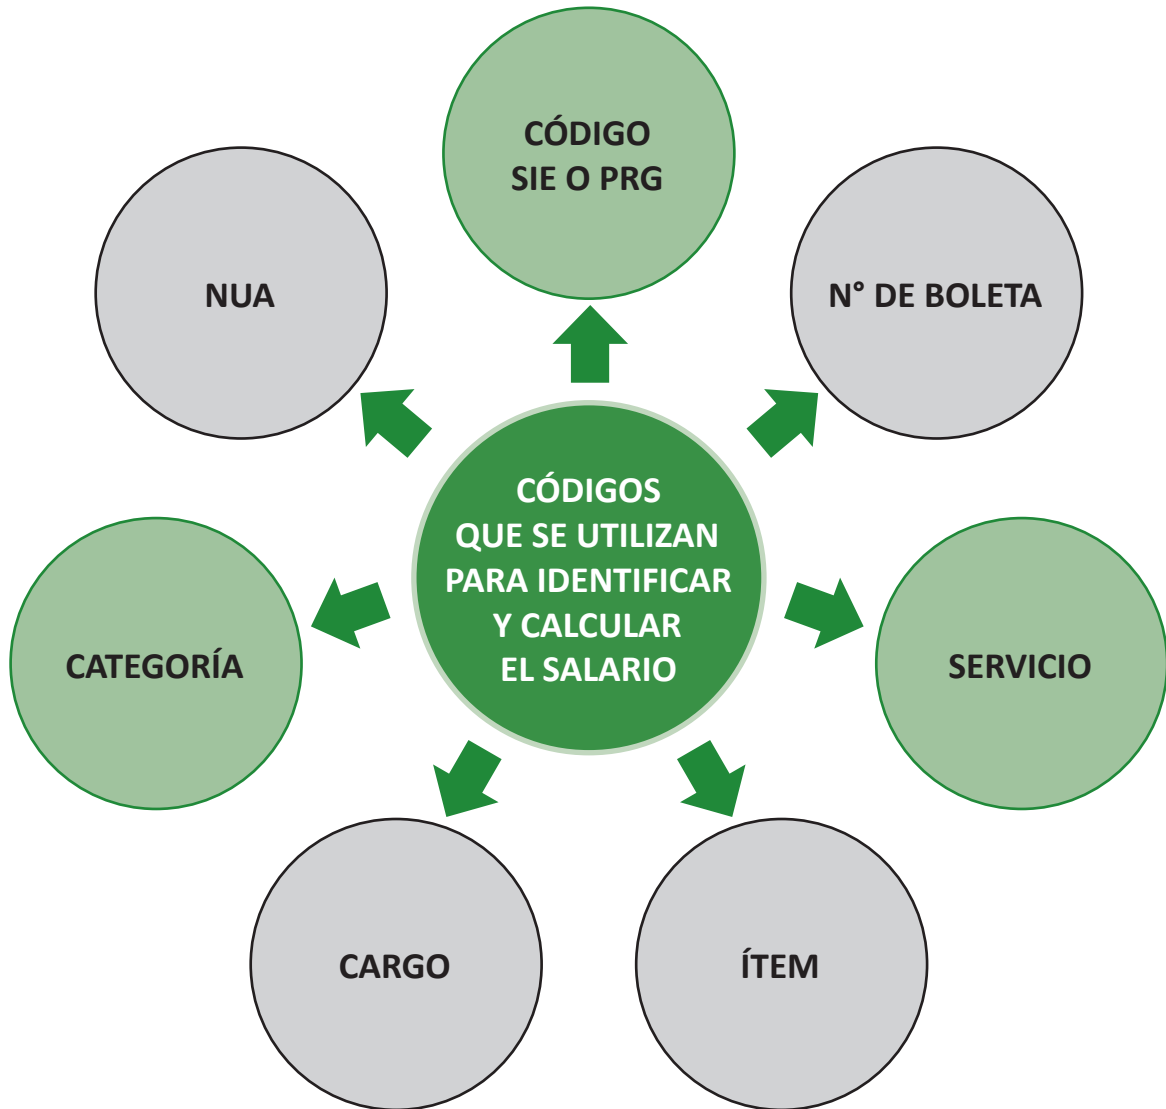 CÓDIGO
SIE O PRG
NUA
N° DE BOLETA
CÓDIGOS
QUE SE UTILIZAN
PARA IDENTIFICAR
Y CALCULAR
EL SALARIO
CATEGORÍA
SERVICIO
CARGO
ÍTEM